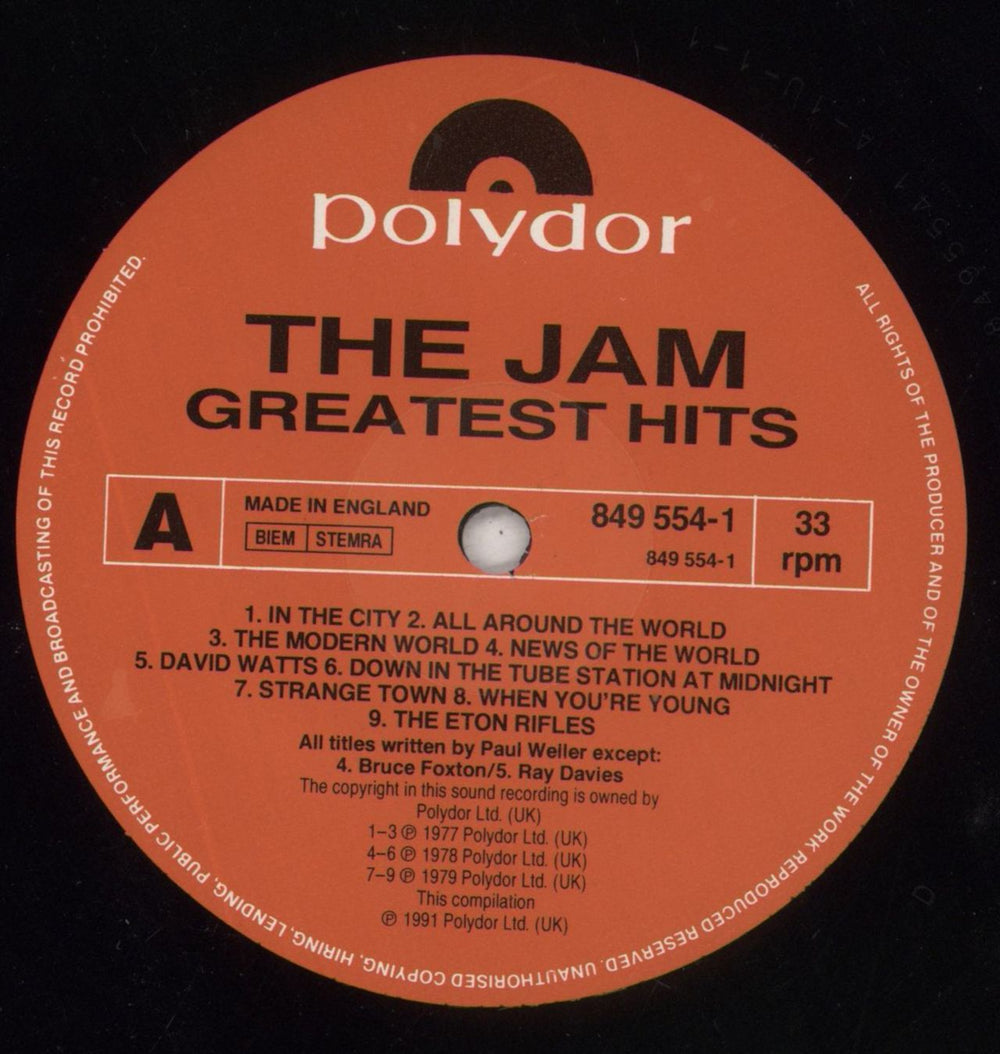 polydor
THE JAM
GREATEST HITS
A
MADE IN ENGLAND
BIEM STEMRA
849 554-1
849 554-1
33
rpm
1. IN THE CITY 2. ALL AROUND THE WORLD
3. THE MODERN WORLD 4. NEWS OF THE WORLD
5. DAVID WATTS 6. DOWN IN THE TUBE STATION AT MIDNIGHT
7. STRANGE TOWN 8. WHEN YOU'RE YOUNG
9. THE ETON RIFLES
All titles written by Paul Weller except:
4. Bruce Foxton/5. Ray Davies
The copyright in this sound recording is owned by
Polydor Ltd. (UK)
1–3 ℗ 1977 Polydor Ltd. (UK)
4–6 ℗ 1978 Polydor Ltd. (UK)
7–9 ℗ 1979 Polydor Ltd. (UK)
This compilation
℗ 1991 Polydor Ltd. (UK)
ALL RIGHTS OF THE PRODUCER AND OF THE OWNER OF THE WORK REPRODUCED RESERVED. UNAUTHORISED COPYING, HIRING, LENDING, PUBLIC PERFORMANCE AND BROADCASTING OF THIS RECORD PROHIBITED.